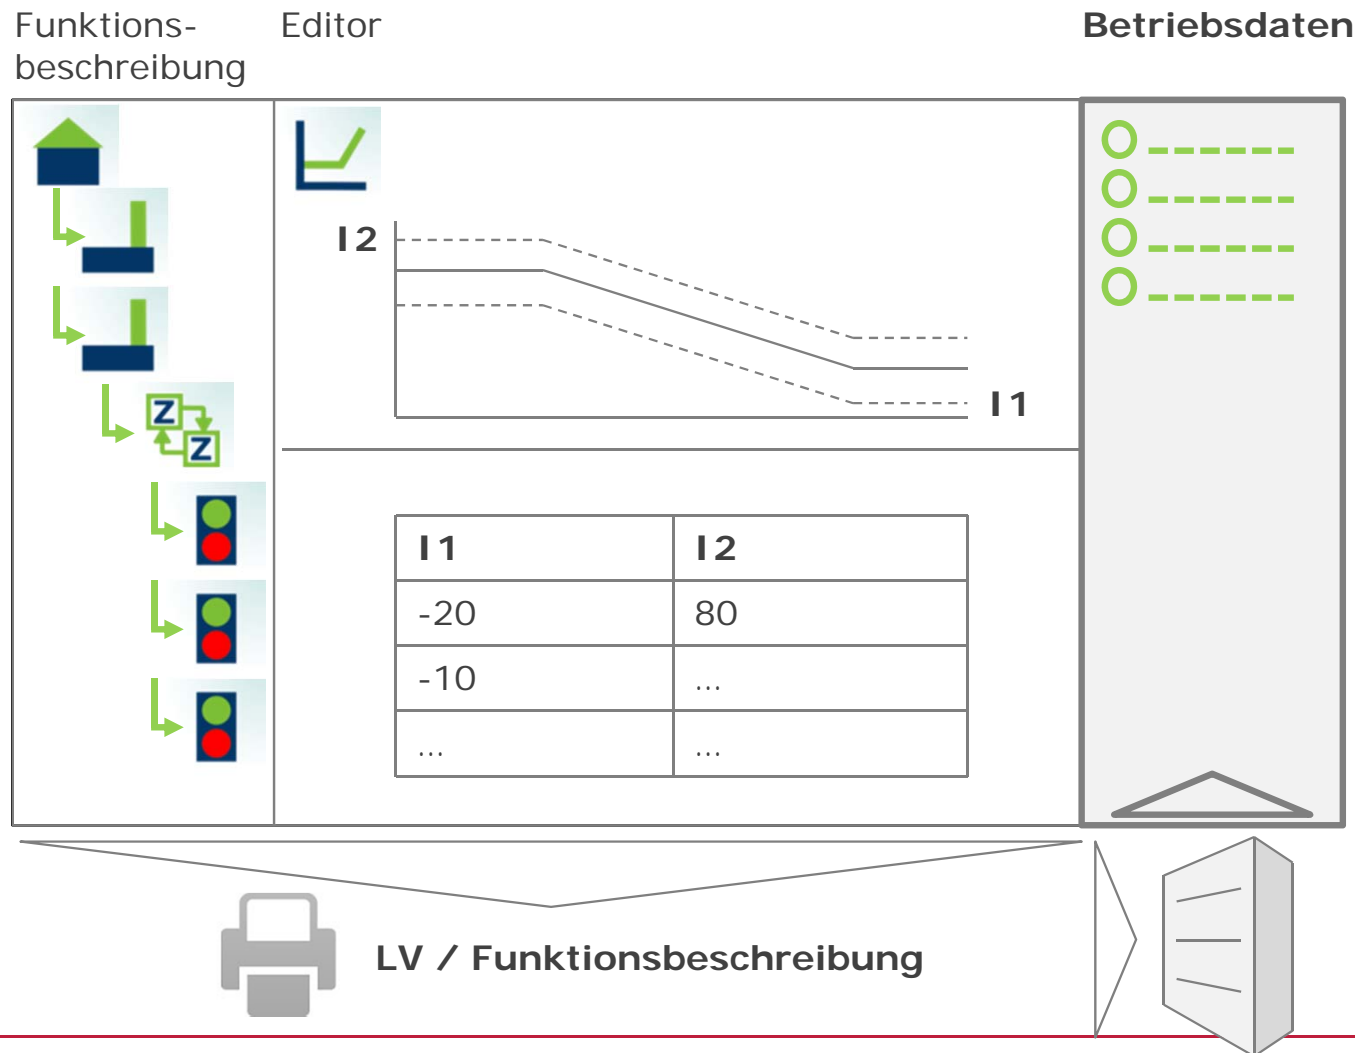 Funktions-
beschreibung
Editor
Betriebsdaten
I2
I1
Z
Z
I1 I2
-20 80
-10 ...
... ...
LV / Funktionsbeschreibung